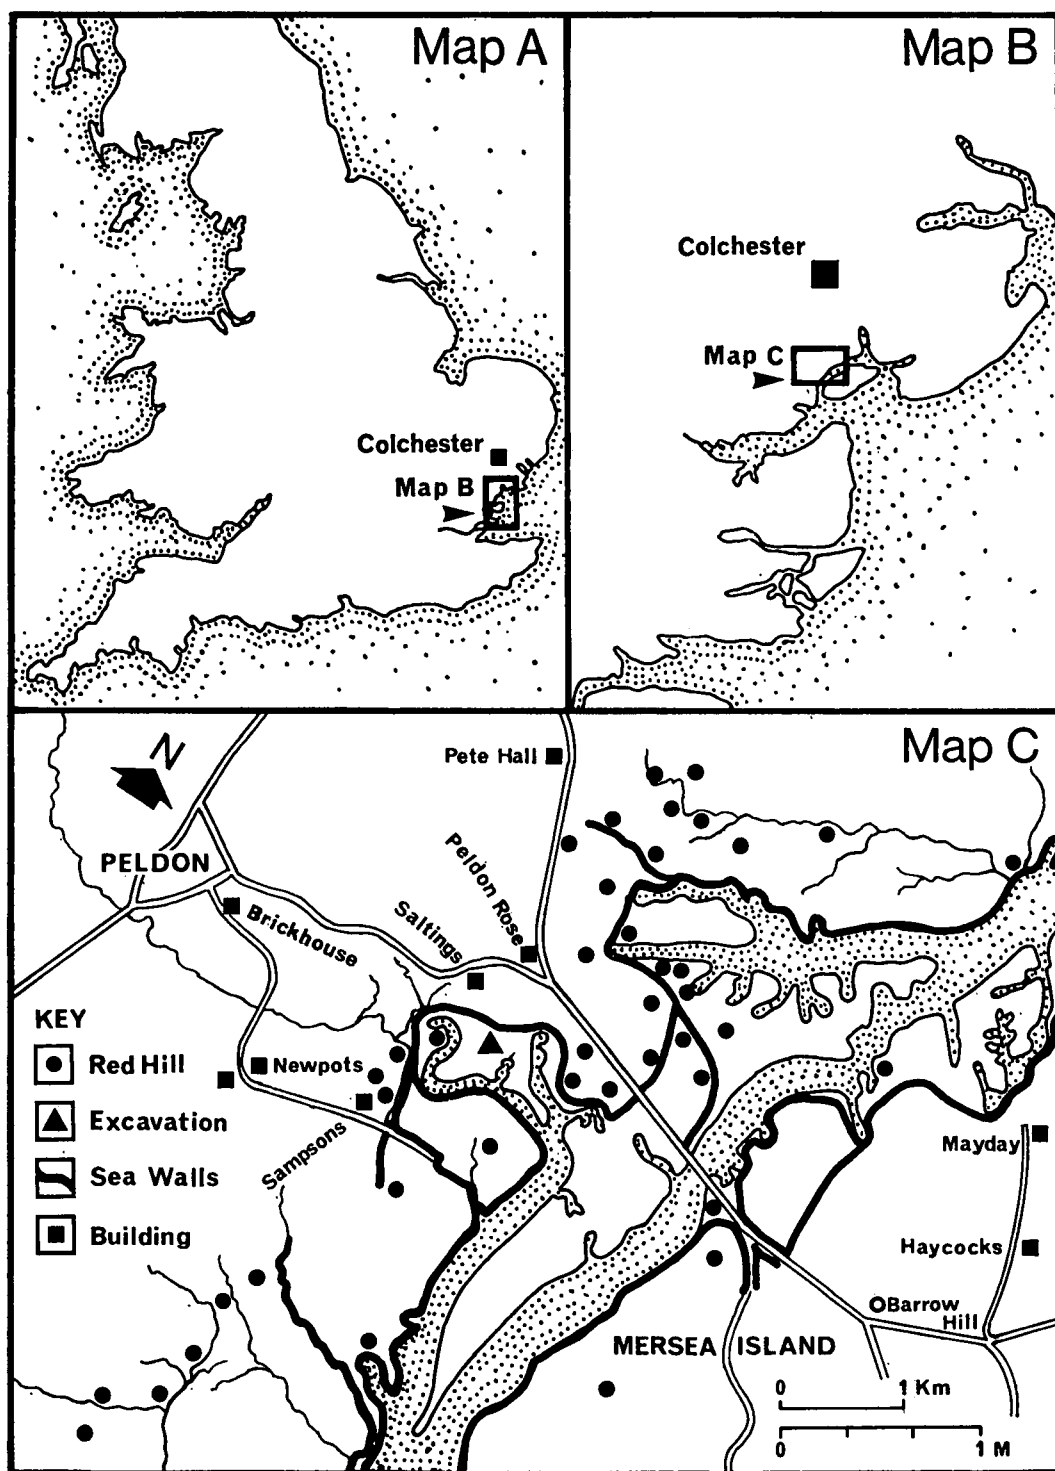 Map A
Colchester
Map B
Map B
Colchester
Map C
Map C
N
Pete Hall
PELDON
Peldon Rose
Saltings
Brickhouse
KEY
Red Hill
Newpots
Excavation
Sampsons
Sea Walls
Building
Mayday
Haycocks
Barrow
Hill
MERSEA ISLAND
0 1 Km
0 1 M